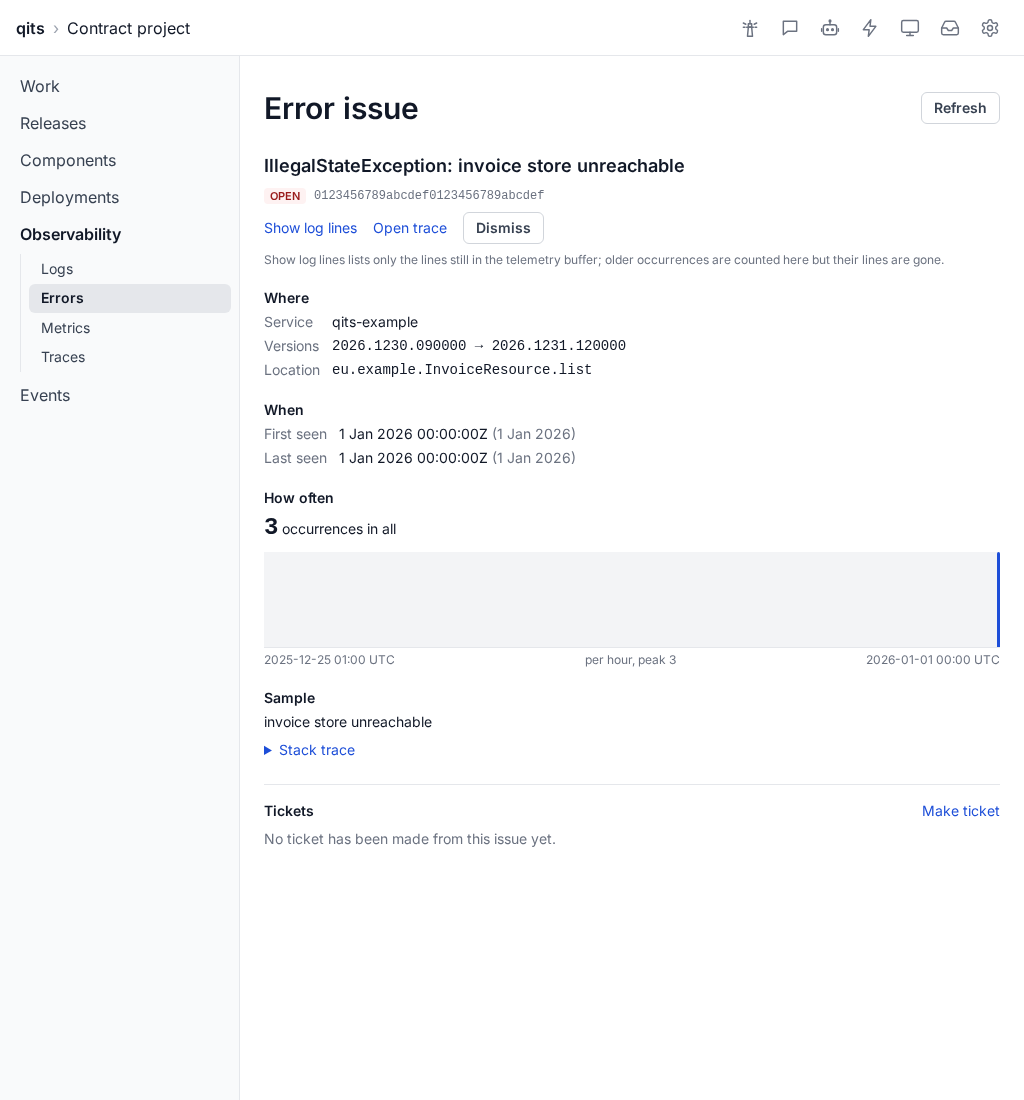 qits › Contract project
Work
Releases
Components
Deployments
Observability
Logs
Errors
Metrics
Traces
Events
Error issue
Refresh
IllegalStateException: invoice store unreachable
OPEN 0123456789abcdef0123456789abcdef
Show log lines Open trace Dismiss
Show log lines lists only the lines still in the telemetry buffer; older occurrences are counted here but their lines are gone.
Where
Service qits-example
Versions 2026.1230.090000 → 2026.1231.120000
Location eu.example.InvoiceResource.list
When
First seen 1 Jan 2026 00:00:00Z (1 Jan 2026)
Last seen 1 Jan 2026 00:00:00Z (1 Jan 2026)
How often
3 occurrences in all
2025-12-25 01:00 UTC per hour, peak 3 2026-01-01 00:00 UTC
Sample
invoice store unreachable
Stack trace
Tickets Make ticket
No ticket has been made from this issue yet.